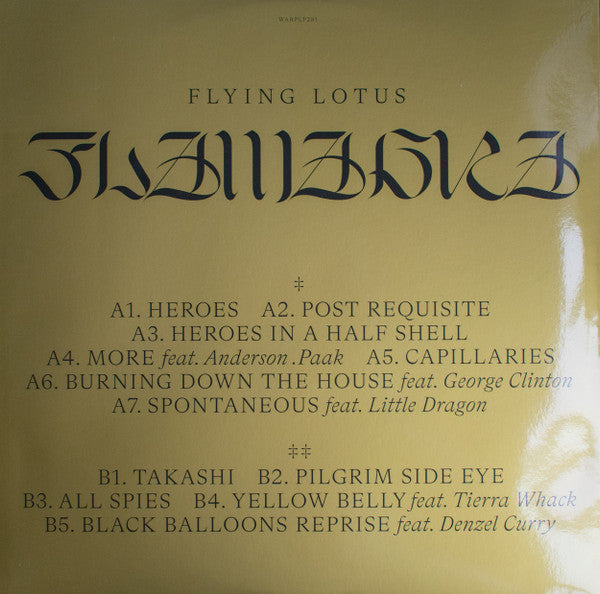 WARPLP291
FLYING LOTUS
FLAMAGRA
‡
A1. HEROES A2. POST REQUISITE
A3. HEROES IN A HALF SHELL
A4. MORE feat. Anderson .Paak A5. CAPILLARIES
A6. BURNING DOWN THE HOUSE feat. George Clinton
A7. SPONTANEOUS feat. Little Dragon
‡‡
B1. TAKASHI B2. PILGRIM SIDE EYE
B3. ALL SPIES B4. YELLOW BELLY feat. Tierra Whack
B5. BLACK BALLOONS REPRISE feat. Denzel Curry